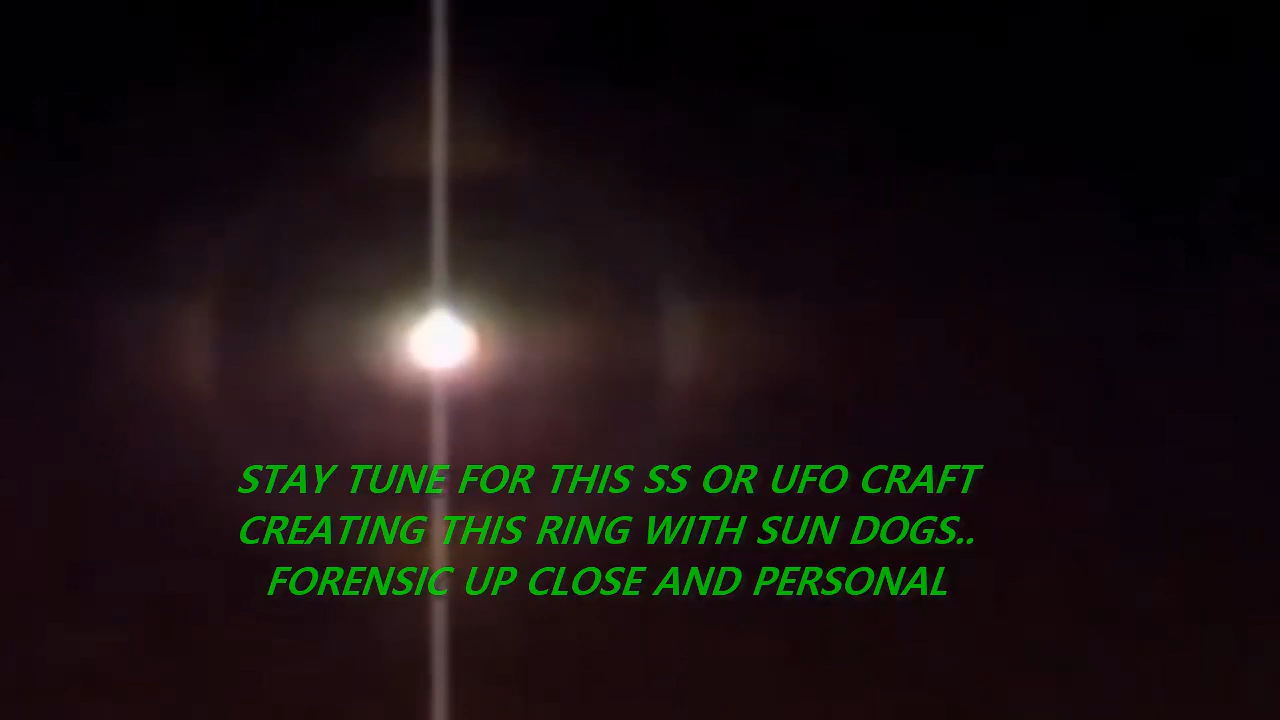 STAY TUNE FOR THIS SS OR UFO CRAFT
CREATING THIS RING WITH SUN DOGS..
FORENSIC UP CLOSE AND PERSONAL